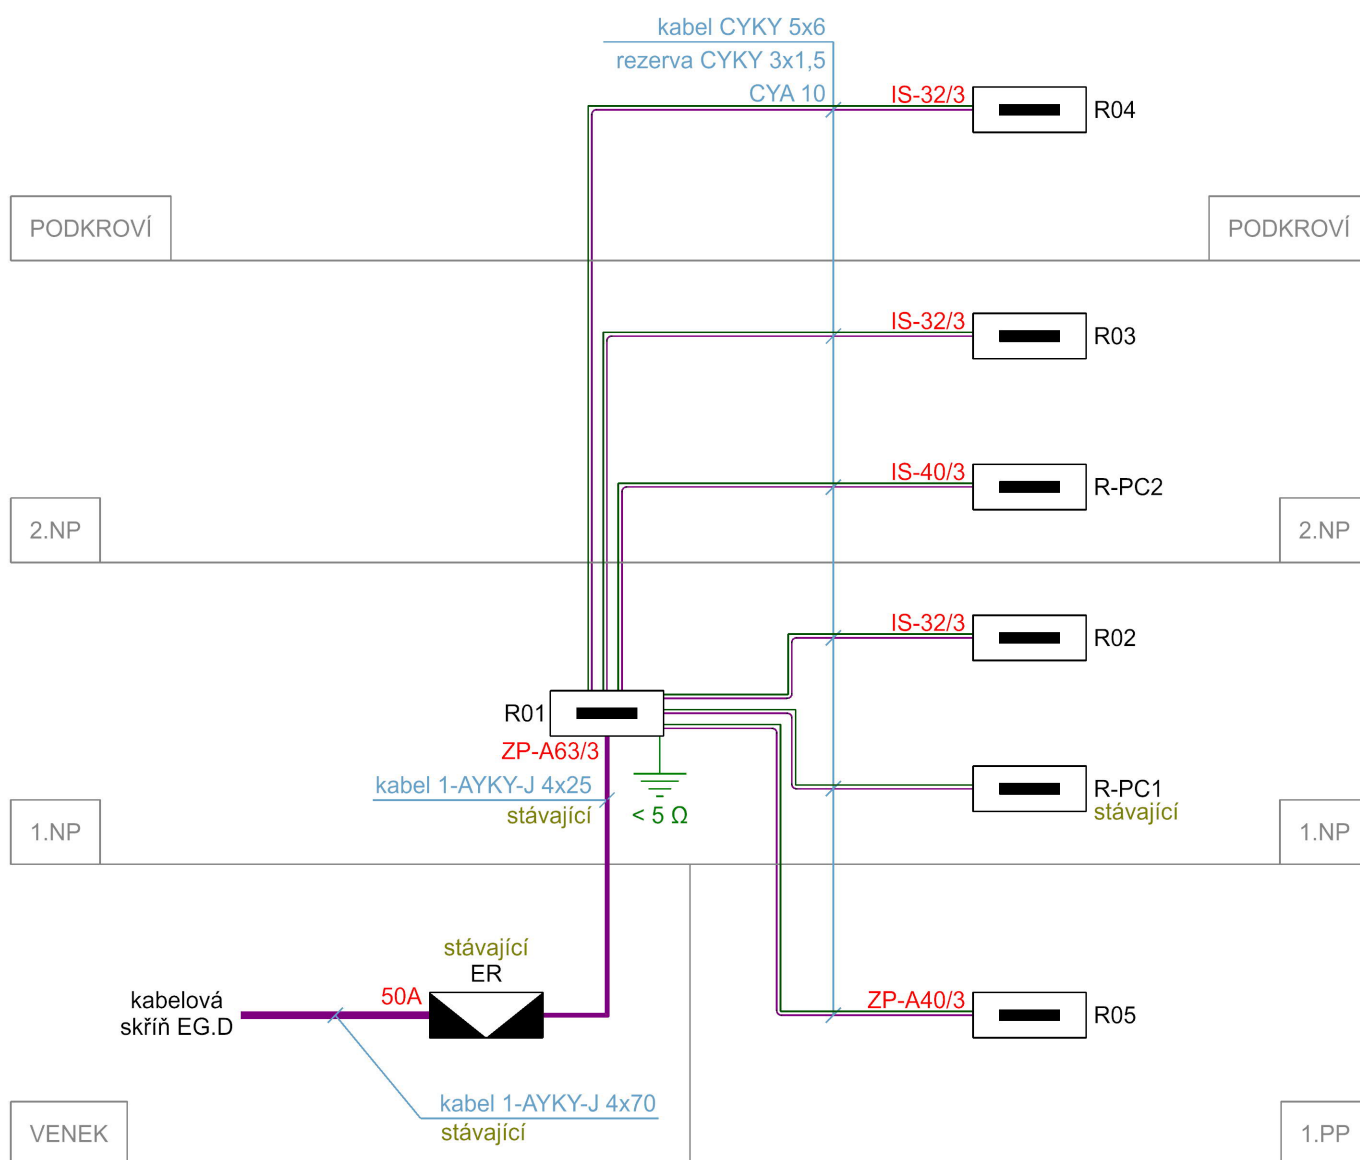 kabel CYKY 5x6
rezerva CYKY 3x1,5
CYA 10
IS-32/3
R04
PODKROVÍ
PODKROVÍ
IS-32/3
R03
IS-40/3
R-PC2
2.NP
2.NP
IS-32/3
R02
R01
ZP-A63/3
kabel 1-AYKY-J 4x25
stávající
< 5 Ω
R-PC1
stávající
1.NP
1.NP
stávající
ER
50A
kabelová
skříň EG.D
ZP-A40/3
R05
kabel 1-AYKY-J 4x70
stávající
VENEK
1.PP